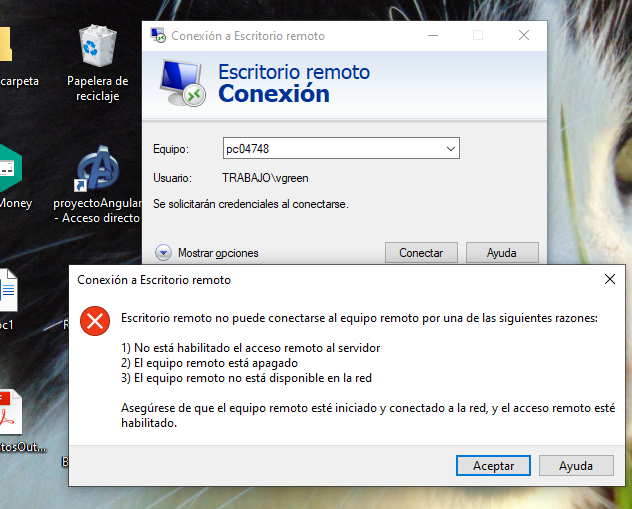 Conexión a Escritorio remoto
Escritorio remoto
Conexión
Equipo:
pc04748
Usuario:
TRABAJO\vgreen
Se solicitarán credenciales al conectarse.
Mostrar opciones
Conectar
Ayuda
carpeta
Papelera de
reciclaje
Money
proyectoAngular
- Acceso directo
oc1
R
tosOut...
B
Conexión a Escritorio remoto
Escritorio remoto no puede conectarse al equipo remoto por una de las siguientes razones:
1) No está habilitado el acceso remoto al servidor
2) El equipo remoto está apagado
3) El equipo remoto no está disponible en la red
Asegúrese de que el equipo remoto esté iniciado y conectado a la red, y el acceso remoto esté
habilitado.
Aceptar
Ayuda